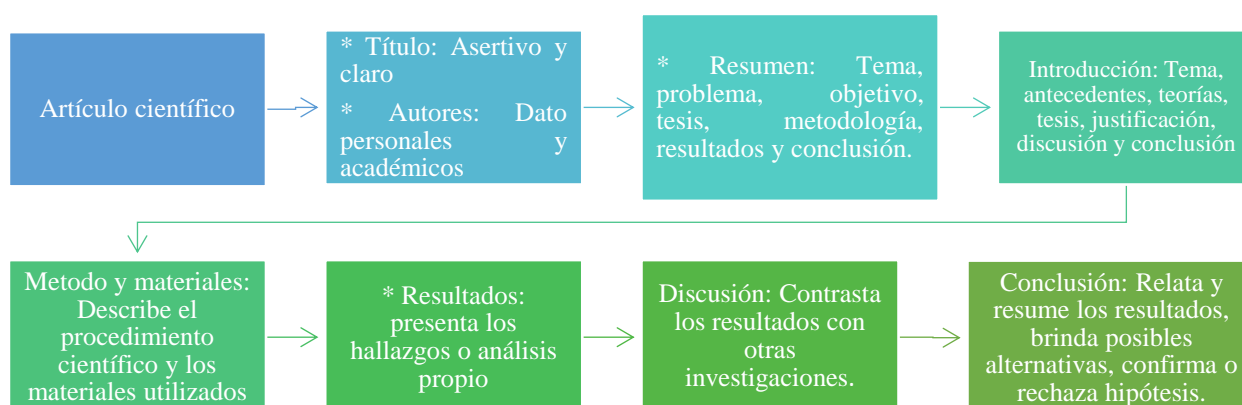 Artículo científico
* Título: Asertivo y
claro
* Autores: Dato
personales y
académicos
* Resumen: Tema,
problema, objetivo,
tesis, metodología,
resultados y conclusión.
Introducción: Tema,
antecedentes, teorías,
tesis, justificación,
discusión y conclusión
Metodo y materiales:
Describe el
procedimiento
científico y los
materiales utilizados
* Resultados:
presenta los
hallazgos o análisis
propio
Discusión: Contrasta
los resultados con
otras
investigaciones.
Conclusión: Relata y
resume los resultados,
brinda posibles
alternativas, confirma o
rechaza hipótesis.